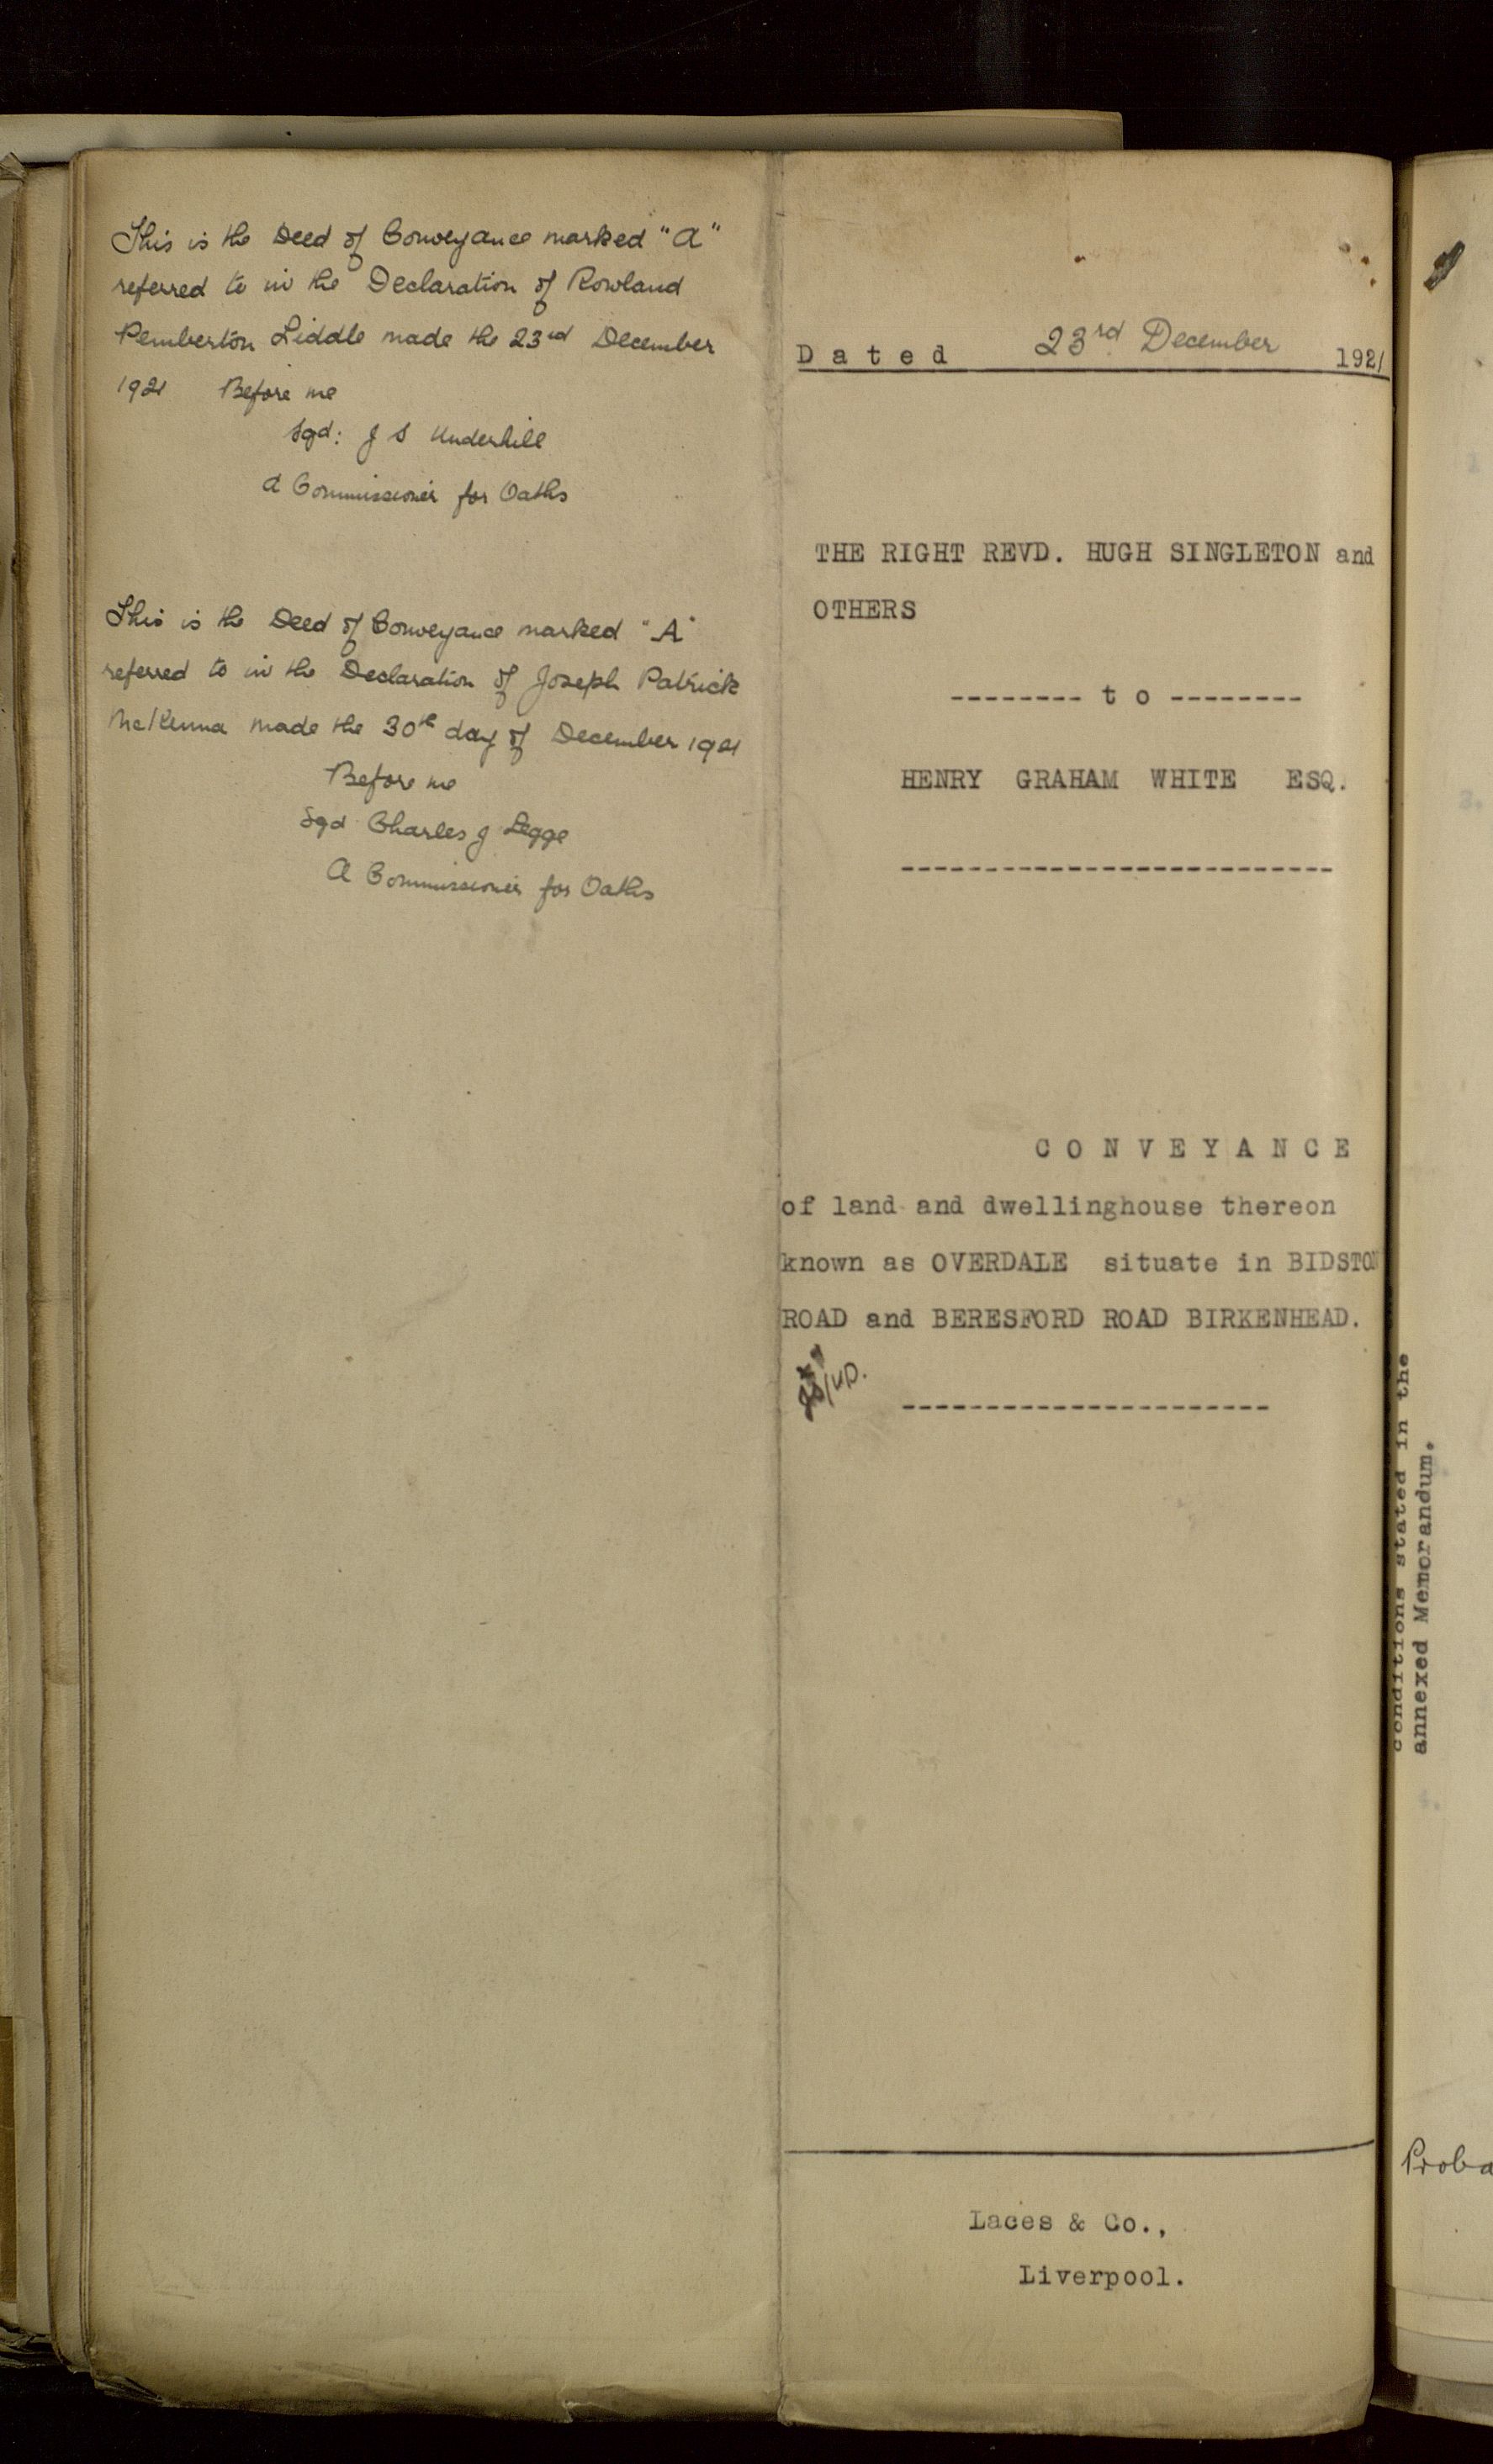 This is the Deed of Conveyance marked "A"
referred to in the Declaration of Rowland
Pemberton Liddle made the 23rd December
1921 Before me
Sgd: J S Underhill
A Commissioner for Oaths
This is the Deed of Conveyance marked "A"
referred to in the Declaration of Joseph Patrick
McKenna made the 30th day of December 1921
Before me
Sgd Charles J Legge
A Commissioner for Oaths
Dated 23rd December 1921
THE RIGHT REVD. HUGH SINGLETON and
OTHERS
-------- t o --------
HENRY GRAHAM WHITE ESQ.
----------------------------
C O N V E Y A N C E
of land and dwellinghouse thereon
known as OVERDALE situate in BIDSTON
ROAD and BERESFORD ROAD BIRKENHEAD.
----------------------
Laces & Co.,
Liverpool.
conditions stated in the
annexed Memorandum.
Proba